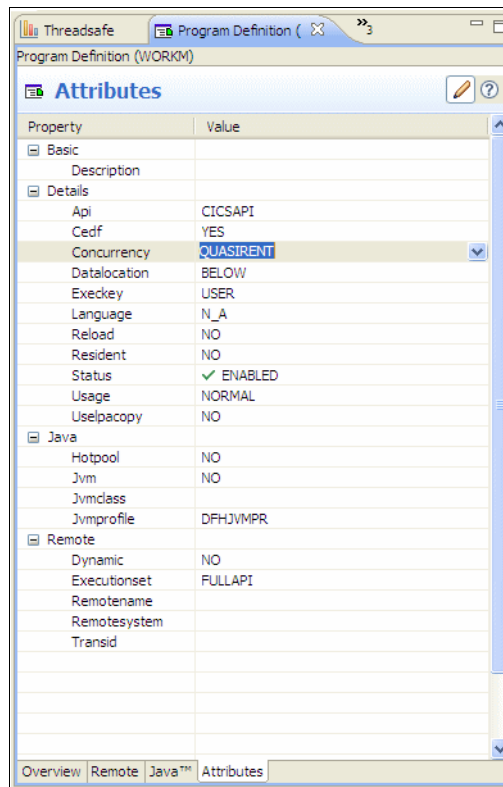 Threadsafe Program Definition ( »3
Program Definition (WORKM)
Attributes
Property Value
Basic
Description
Details
Api CICSAPI
Cedf YES
Concurrency QUASIRENT
Datalocation BELOW
Execkey USER
Language N_A
Reload NO
Resident NO
Status ENABLED
Usage NORMAL
Uselpacopy NO
Java
Hotpool NO
Jvm NO
Jvmclass
Jvmprofile DFHJVMPR
Remote
Dynamic NO
Executionset FULLAPI
Remotename
Remotesystem
Transid
Overview Remote Java™ Attributes